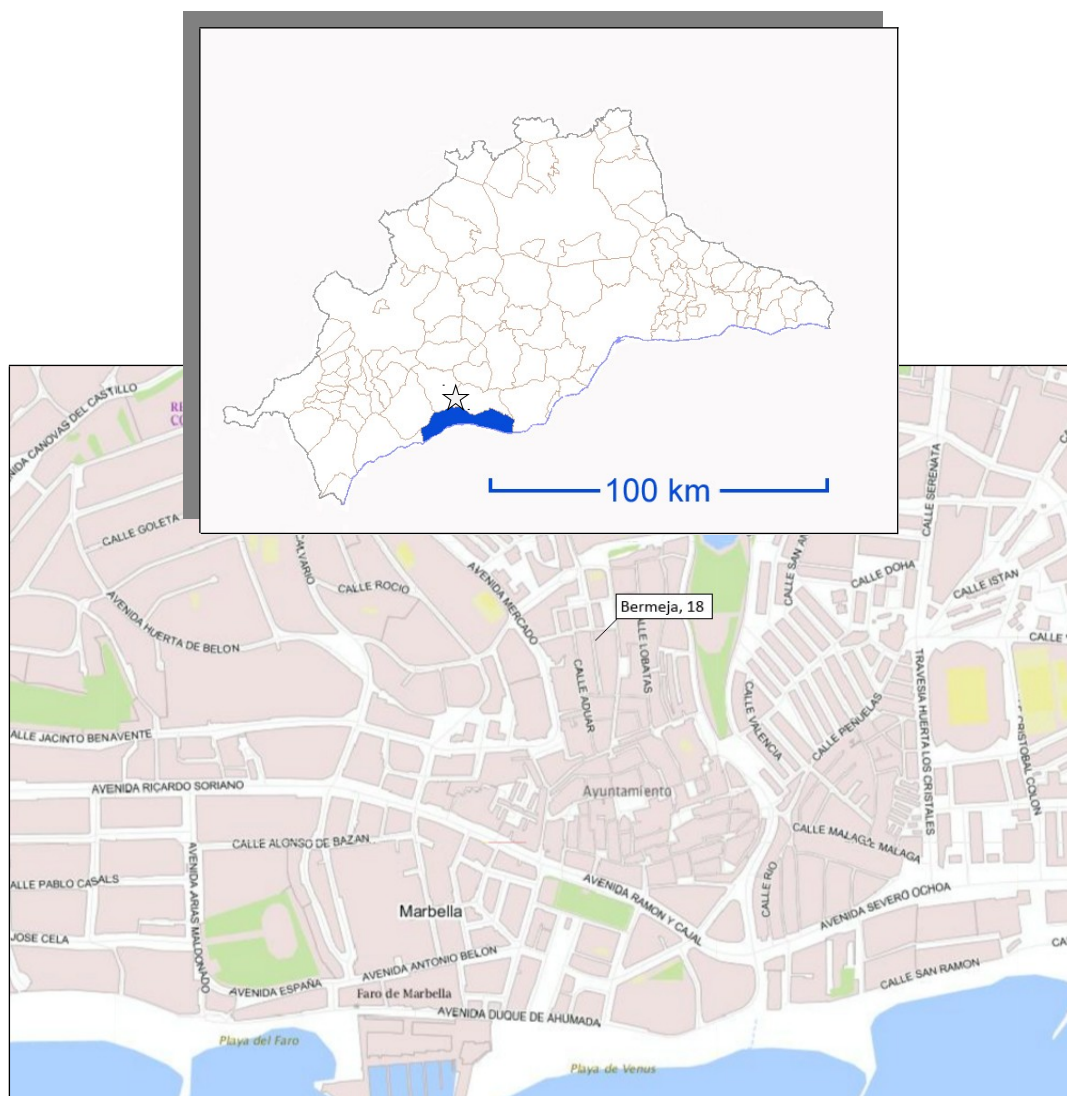 100 km
NIDA CANOVAS DEL CASTILLO
CALLE GOLETA
CALVARIO
CALLE ROCIO
AVENIDA MERCADO
AVENIDA HUERTA DE BELON
Bermeja, 18
CALLE SERENATA
CALLE DOHA
CALLE ISTAN
CALLE
CALLE LOBATAS
CALLE ADUAR
CALLE VALENCIA
CALLE PEÑUELAS
TRAVESIA HUERTA LOS CRISTALES
CRISTOBAL COLON
ALLE JACINTO BENAVENTE
AVENIDA RICARDO SORIANO
Ayuntamiento
CALLE ALONSO DE BAZAN
CALLE MALAGA
MALAGA
ALLE PABLO CASALS
AVENIDA ARIAS MALDONADO
AVENIDA RAMON Y CAJAL
CALLE RIO
AVENIDA SEVERO OCHOA
Marbella
JOSE CELA
AVENIDA ANTONIO BELON
AVENIDA ESPAÑA
Faro de Marbella
CALLE SAN RAMON
AVENIDA DUQUE DE AHUMADA
Playa del Faro
Playa de Venus